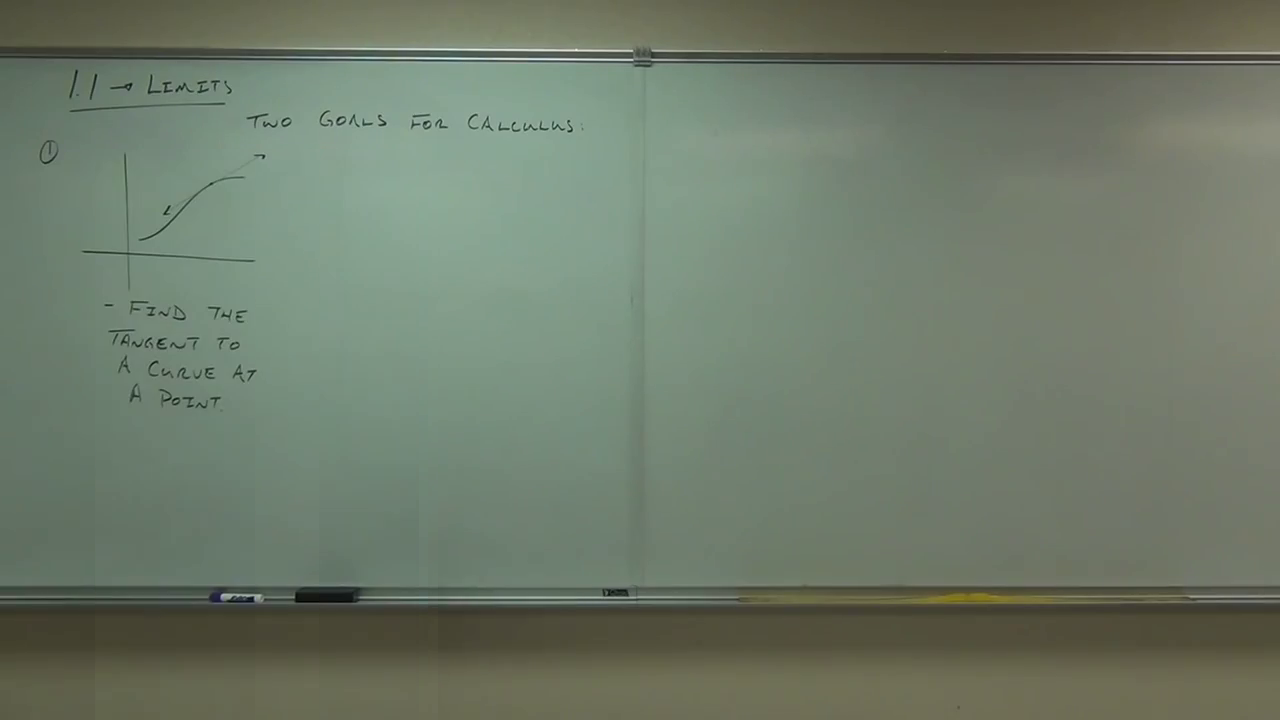 1.1 → LIMITS
TWO GOALS FOR CALCULUS:
①
- FIND THE
TANGENT TO
A CURVE AT
A POINT.